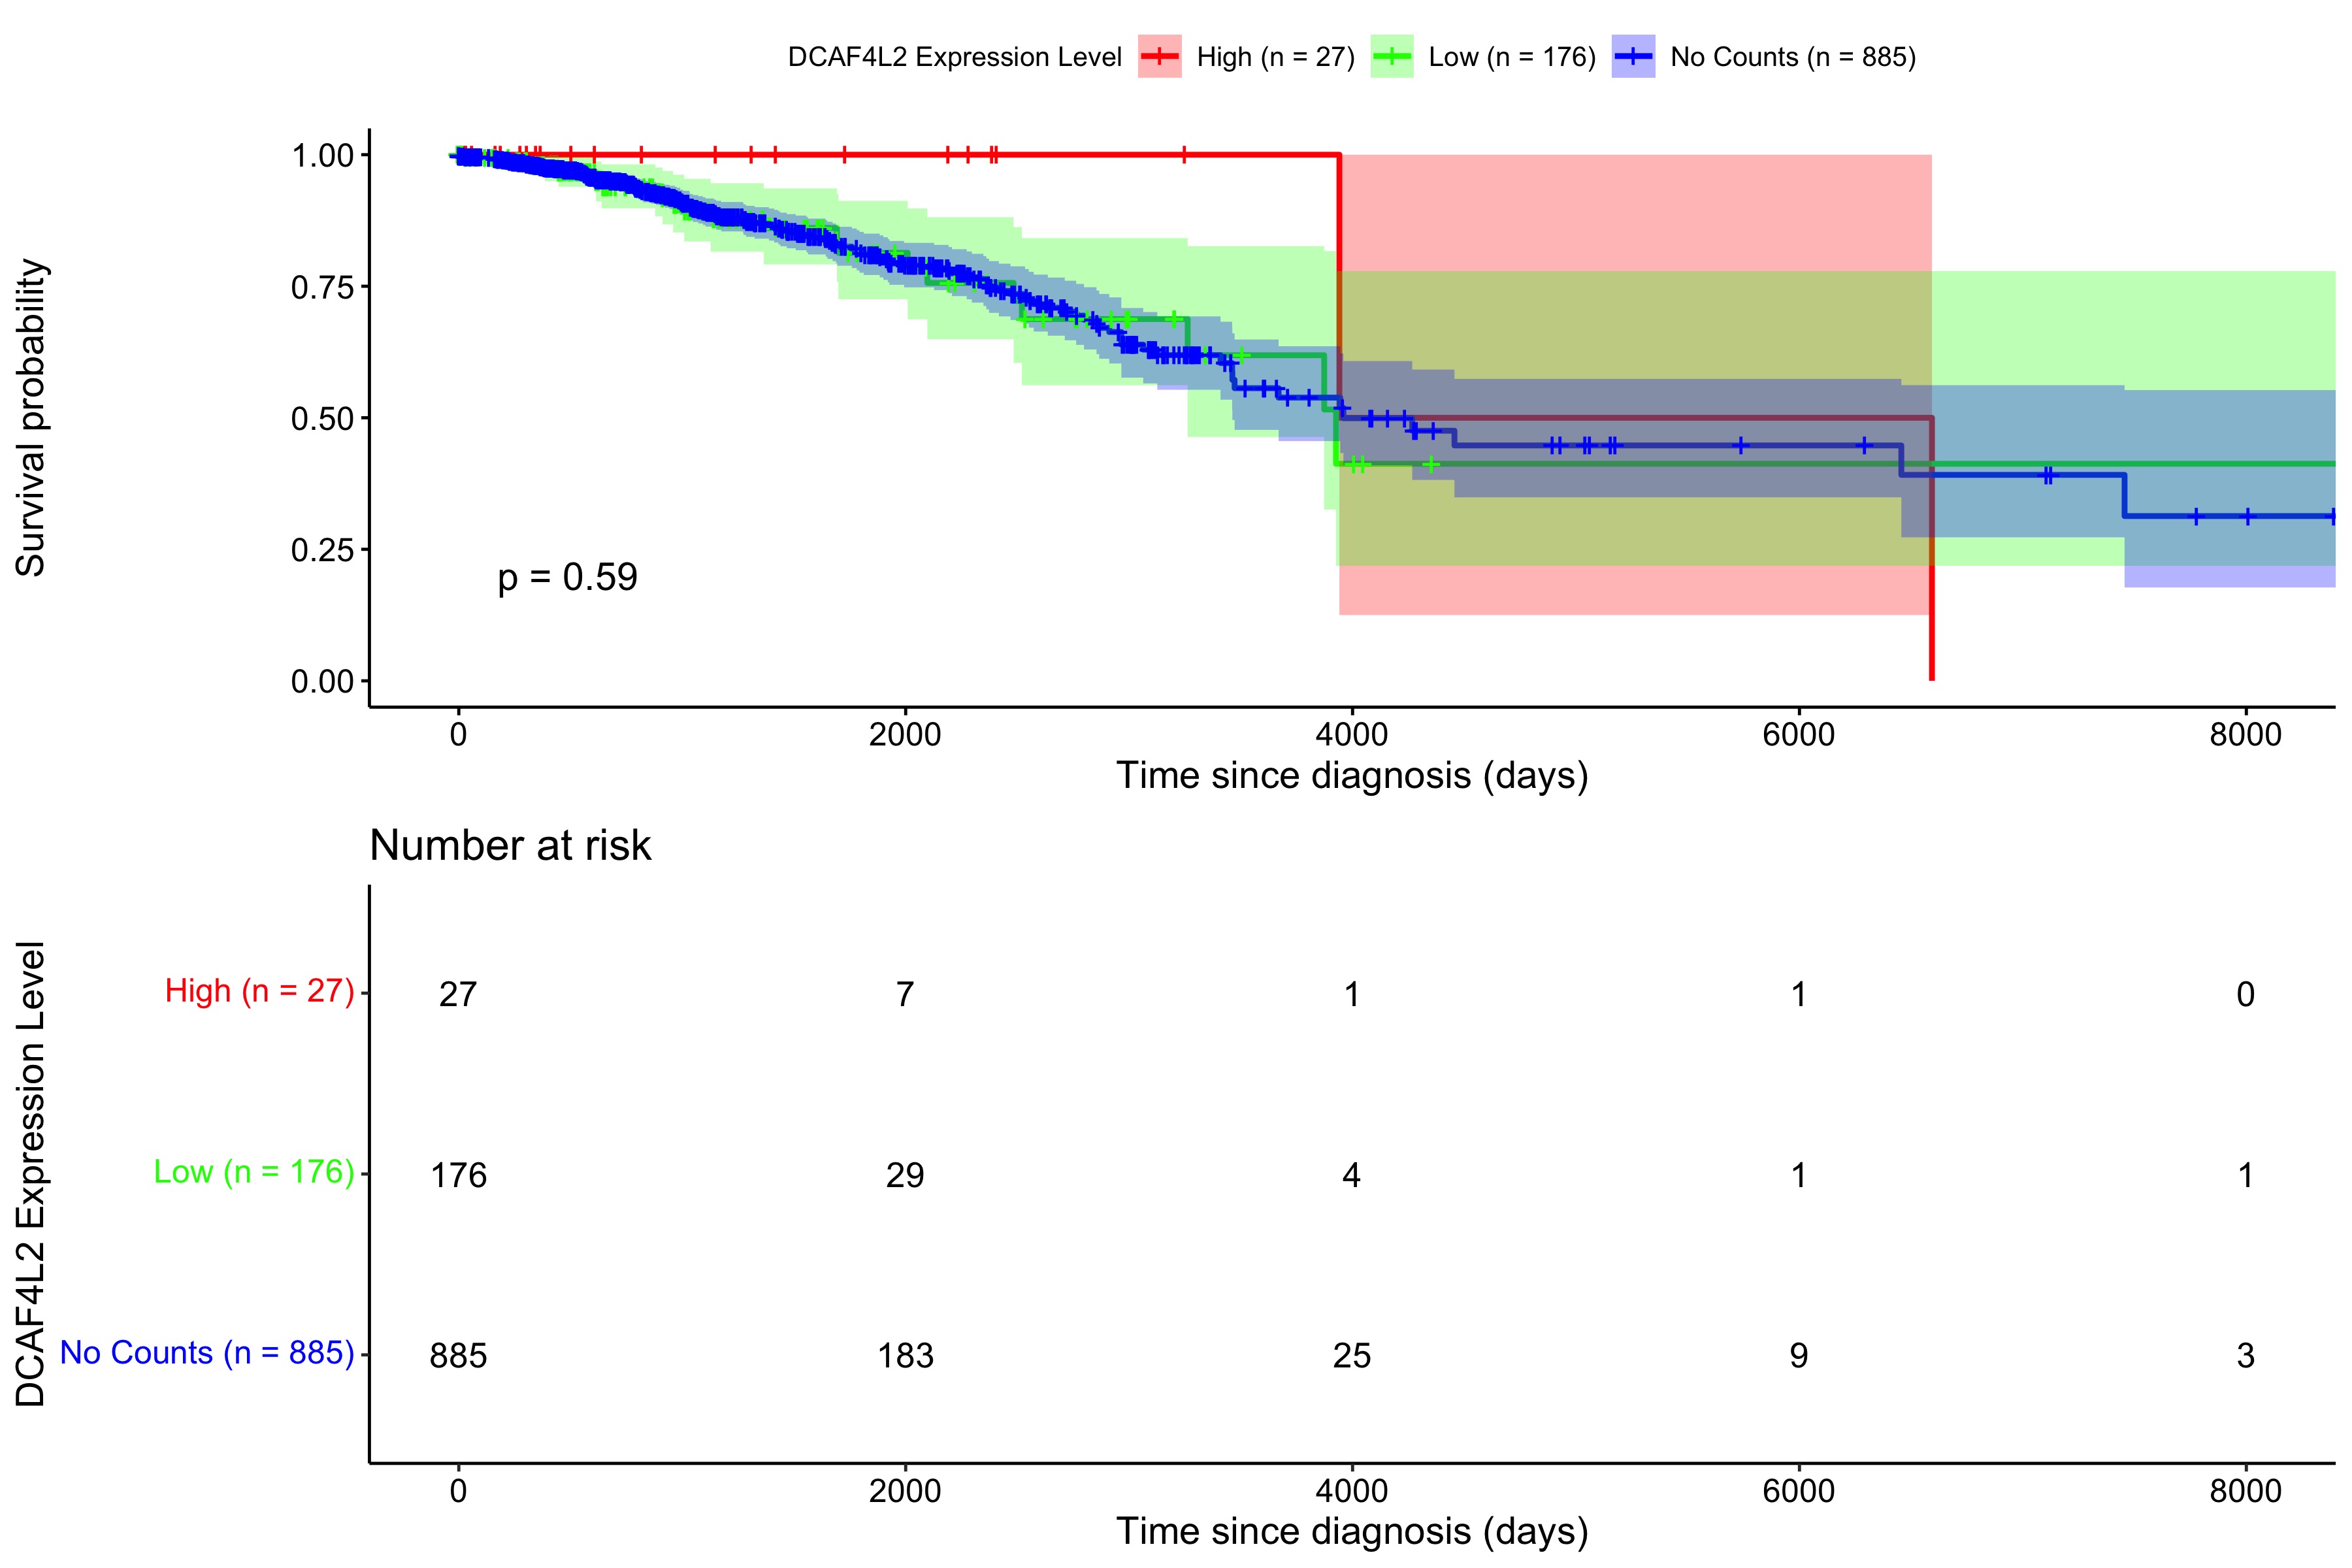 DCAF4L2 Expression Level High (n = 27) Low (n = 176) No Counts (n = 885)
Survival probability
1.00
0.75
0.50
0.25
0.00
p = 0.59
0 2000 4000 6000 8000
Time since diagnosis (days)
Number at risk
DCAF4L2 Expression Level
High (n = 27) 27 7 1 1 0
Low (n = 176) 176 29 4 1 1
No Counts (n = 885) 885 183 25 9 3
0 2000 4000 6000 8000
Time since diagnosis (days)